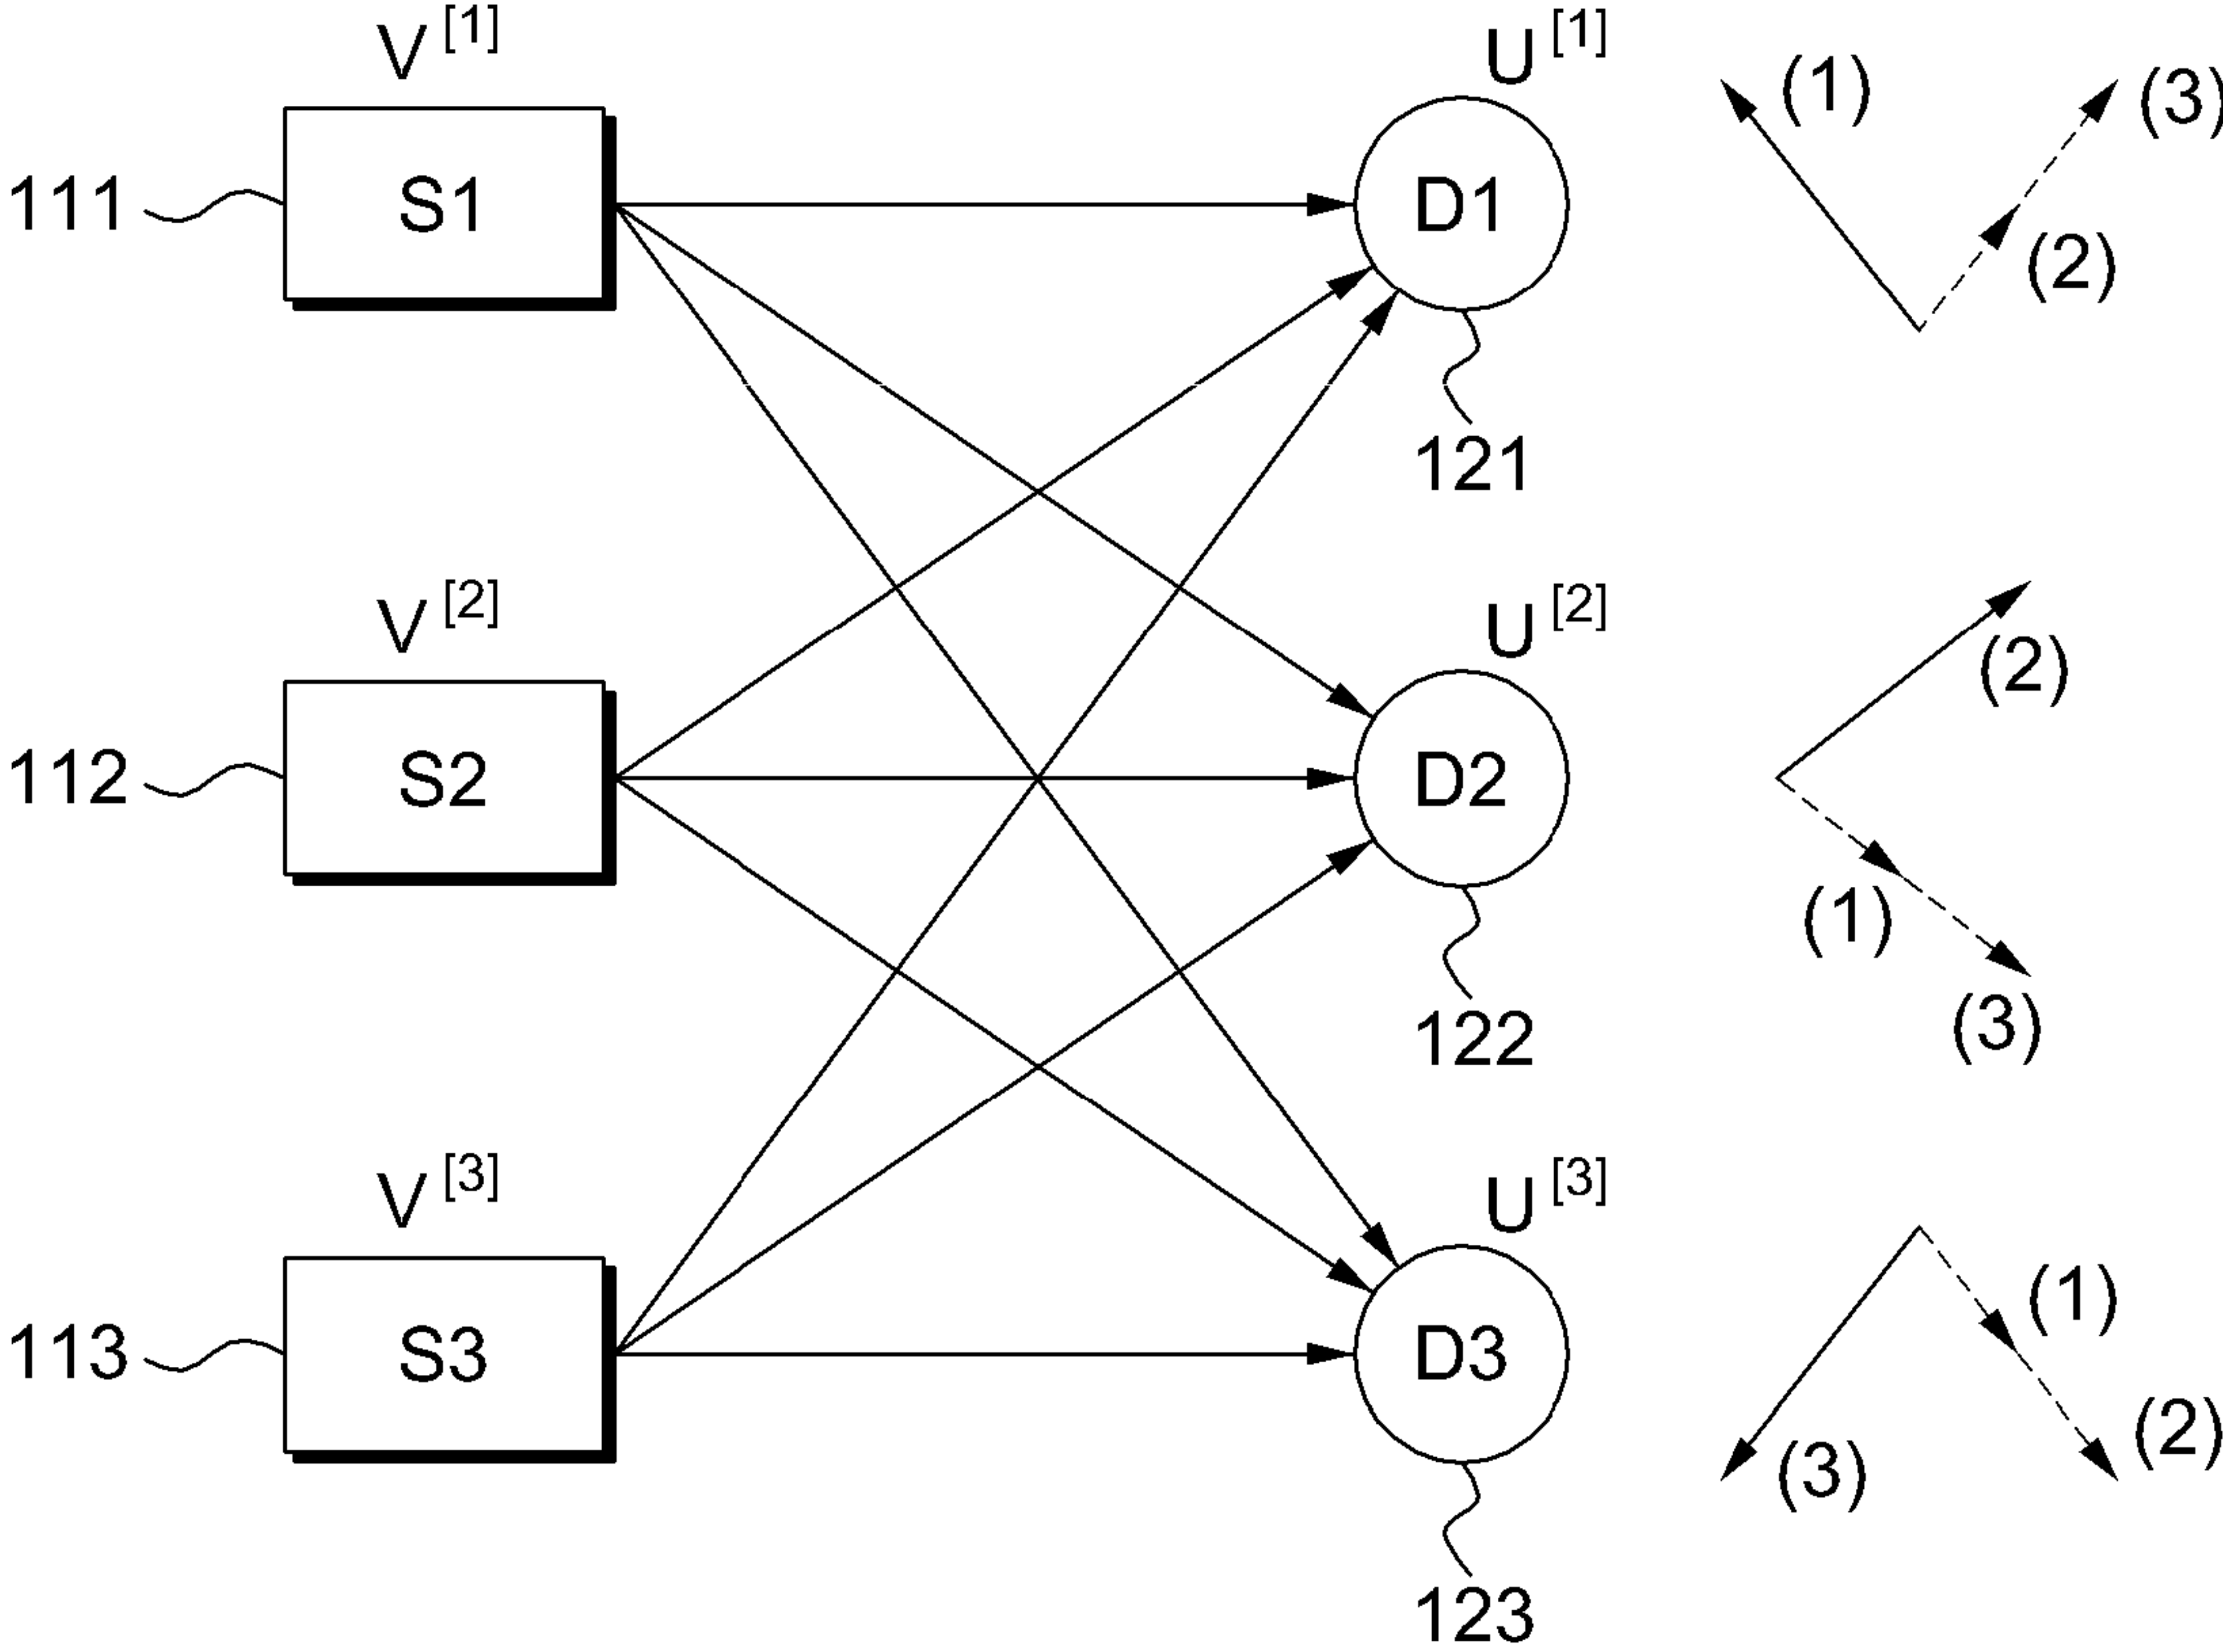 V[1] U[1]
(1) (3)
111 S1 D1
(2)
121
V[2] U[2]
(2)
112 S2 D2
(1)
122 (3)
V[3] U[3]
(1)
113 S3 D3
(2)
(3)
123